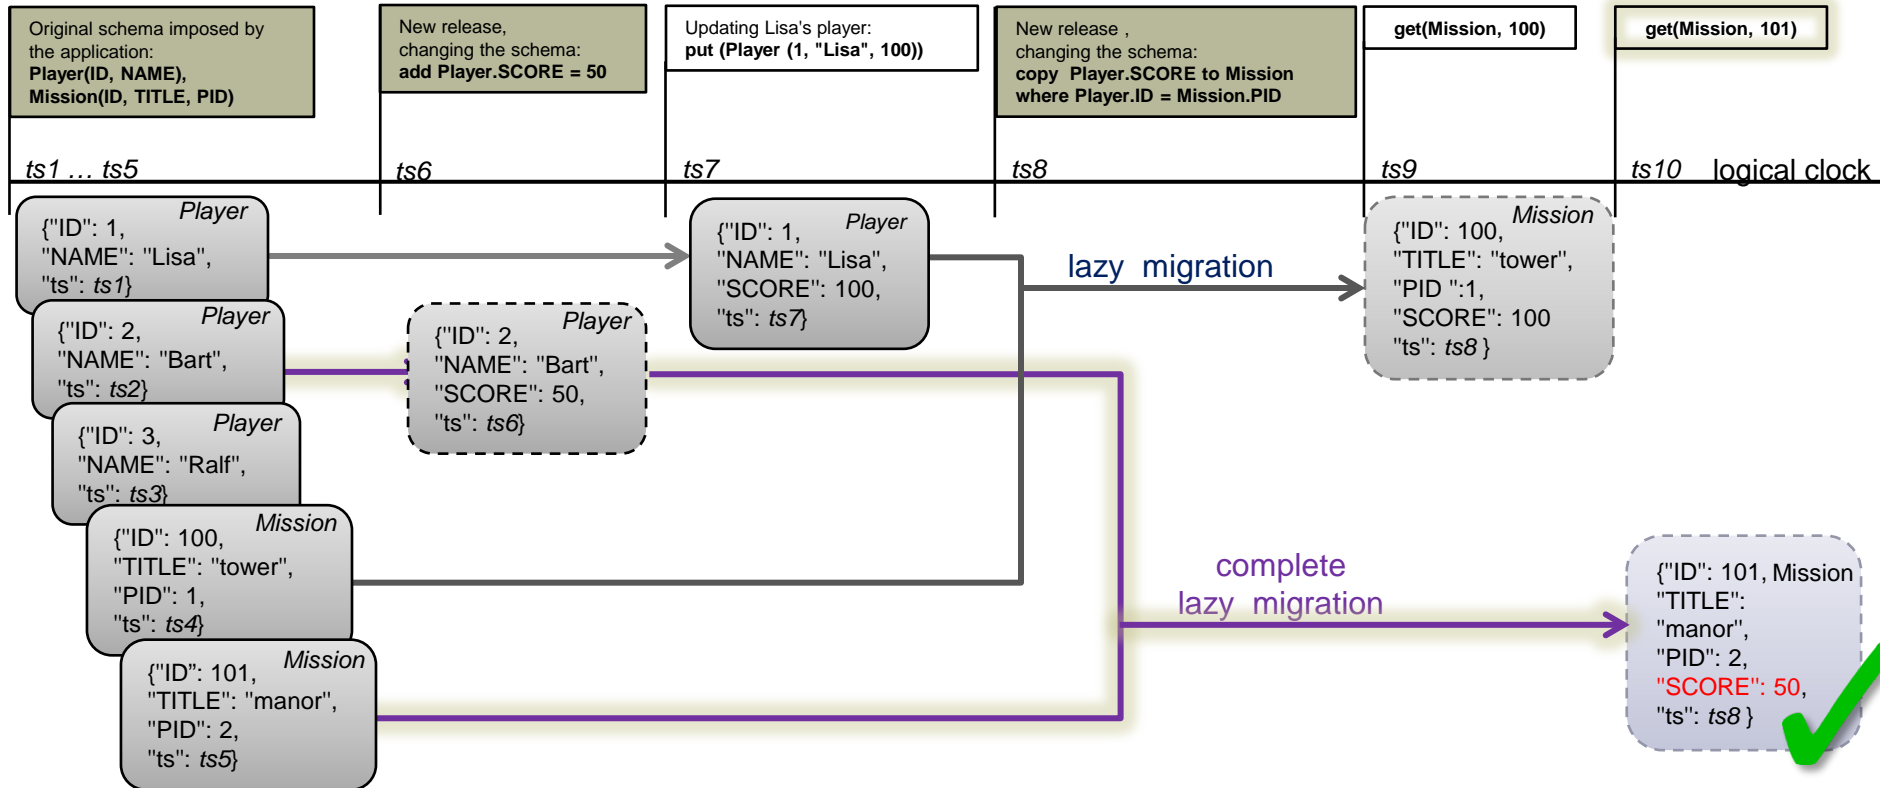 Original schema imposed by
the application:
Player(ID, NAME),
Mission(ID, TITLE, PID)
New release,
changing the schema:
add Player.SCORE = 50
Updating Lisa's player:
put (Player (1, "Lisa", 100))
New release ,
changing the schema:
copy Player.SCORE to Mission
where Player.ID = Mission.PID
get(Mission, 100)
get(Mission, 101)
ts1 … ts5
ts6
ts7
ts8
ts9
ts10
logical clock
Player
{"ID": 1,
"NAME": "Lisa",
"ts": ts1}
Player
{"ID": 2,
"NAME": "Bart",
"ts": ts2}
Player
{"ID": 3,
"NAME": "Ralf",
"ts": ts3}
Mission
{"ID": 100,
"TITLE": "tower",
"PID": 1,
"ts": ts4}
Mission
{"ID": 101,
"TITLE": "manor",
"PID": 2,
"ts": ts5}
Player
{"ID": 2,
"NAME": "Bart",
"SCORE": 50,
"ts": ts6}
Player
{"ID": 1,
"NAME": "Lisa",
"SCORE": 100,
"ts": ts7}
lazy migration
Mission
{"ID": 100,
"TITLE": "tower",
"PID ":1,
"SCORE": 100
"ts": ts8 }
complete
lazy migration
{"ID": 101, Mission
"TITLE":
"manor",
"PID": 2,
"SCORE": 50,
"ts": ts8 }